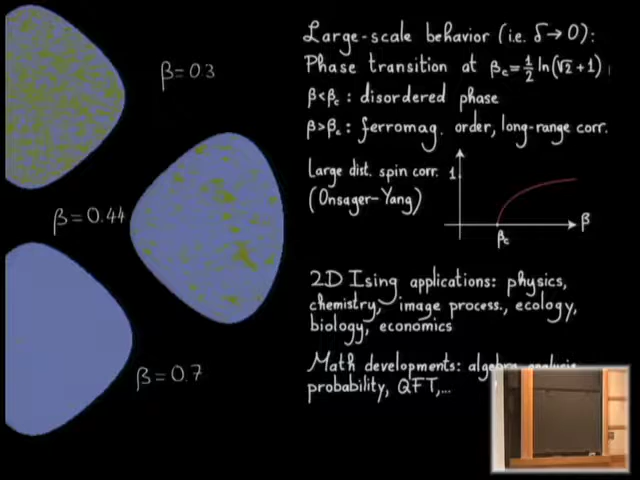 β=0.3
β=0.44
β=0.7
Large-scale behavior (i.e. δ→0):
Phase transition at βc=½ln(√2+1)
β<βc: disordered phase
β>βc: ferromag. order, long-range corr.
Large dist. spin corr.
(Onsager-Yang)
1
β
βc
2D Ising applications: physics,
chemistry, image process., ecology,
biology, economics
Math developments: algebra, analysis,
probability, QFT,...